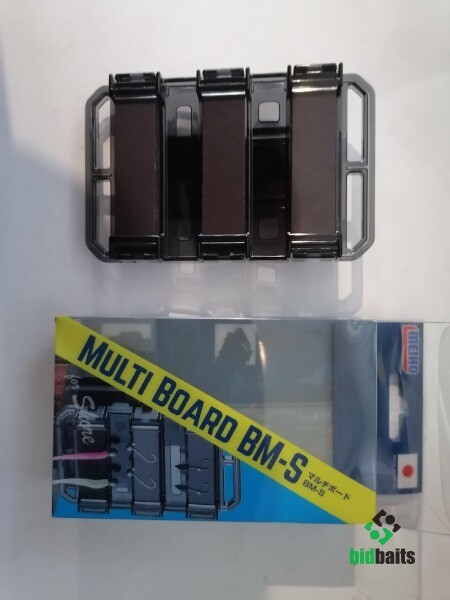 MEIHO
MULTI BOARD BM-S
マルチボード
BM-S
for Shore
bidbaits